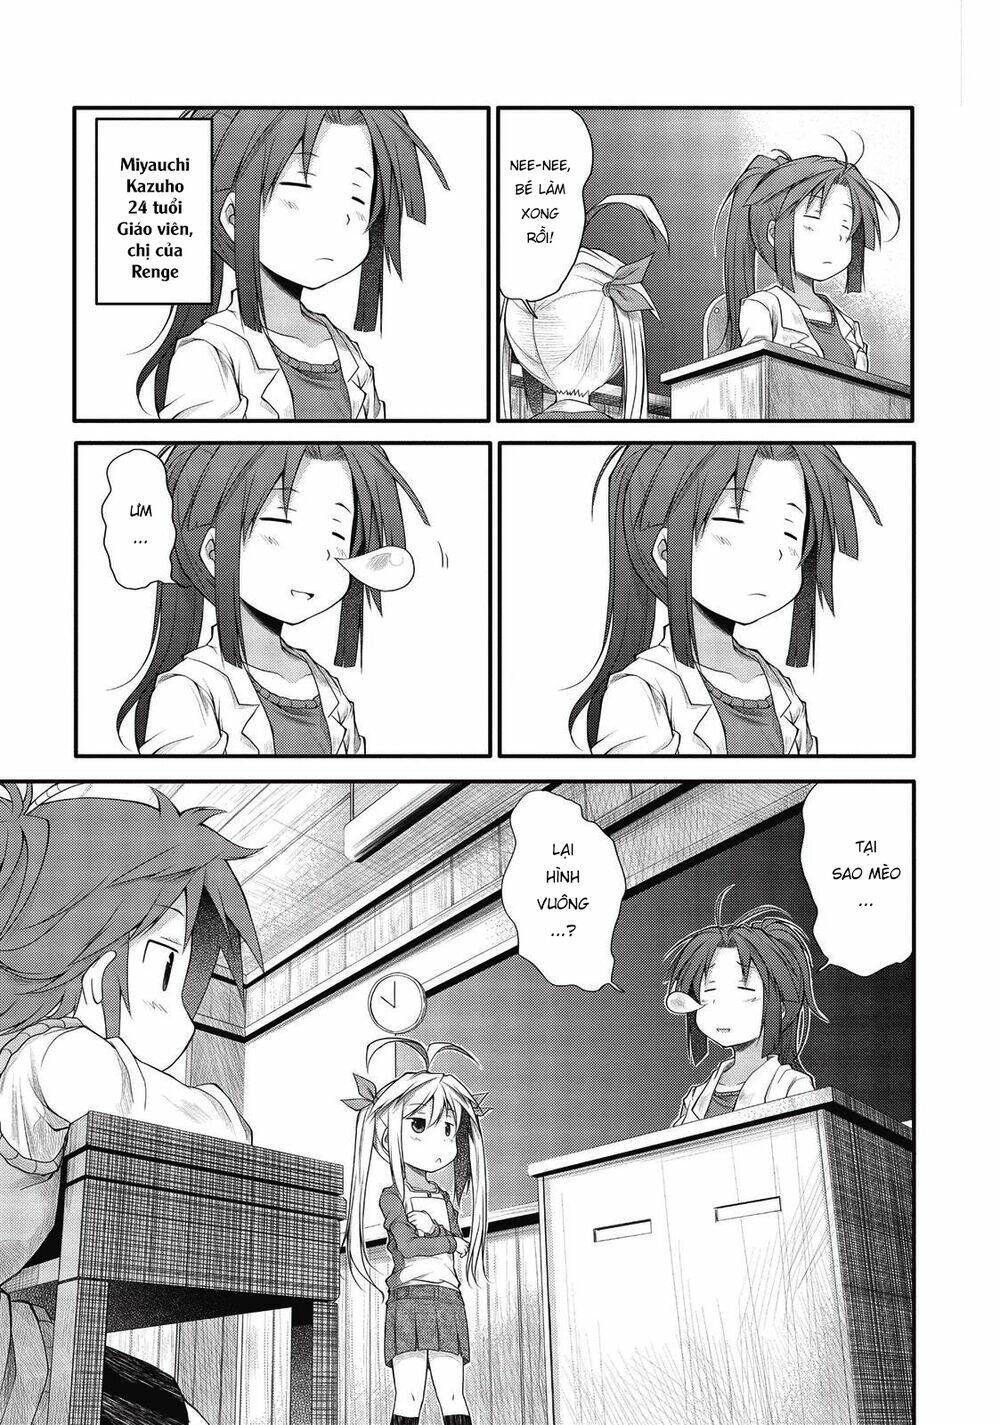 NEE-NEE,
BÉ LÀM
XONG
RỒI!
Miyauchi
Kazuho
24 tuổi
Giáo viên,
chị của
Renge
ƯM
...
TẠI
SAO MÈO
...
LẠI
HÌNH
VUÔNG
...?